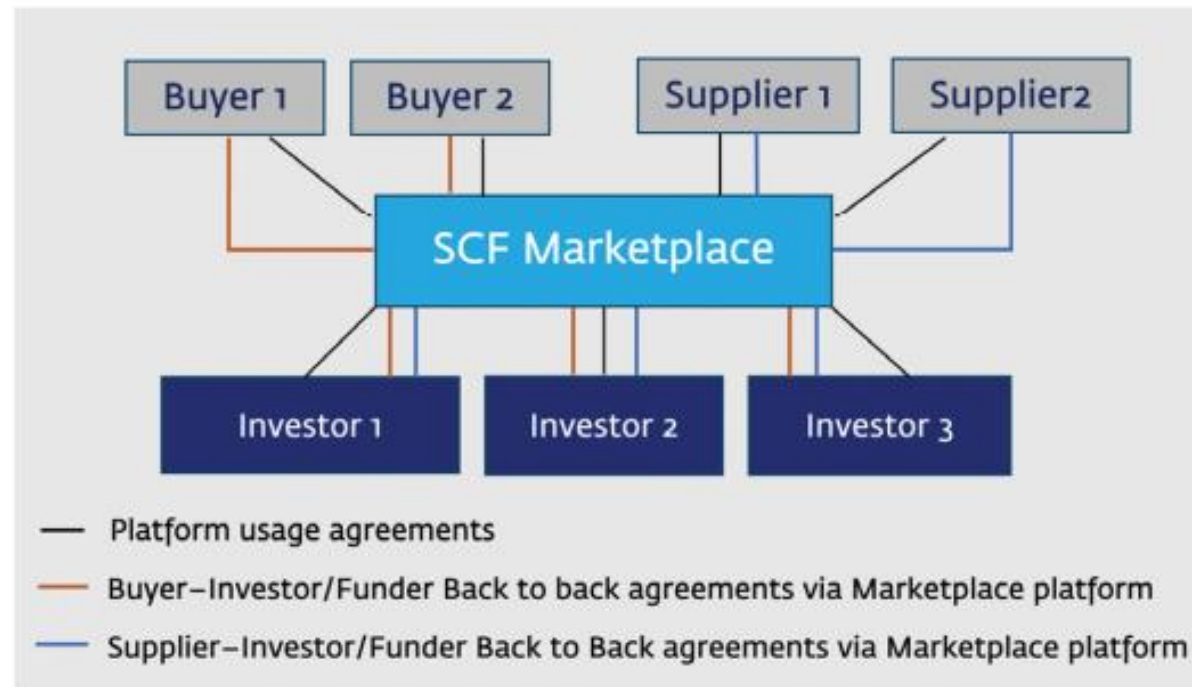 Buyer 1
Buyer 2
Supplier 1
Supplier2
SCF Marketplace
Investor 1
Investor 2
Investor 3
Platform usage agreements
Buyer–Investor/Funder Back to back agreements via Marketplace platform
Supplier–Investor/Funder Back to Back agreements via Marketplace platform